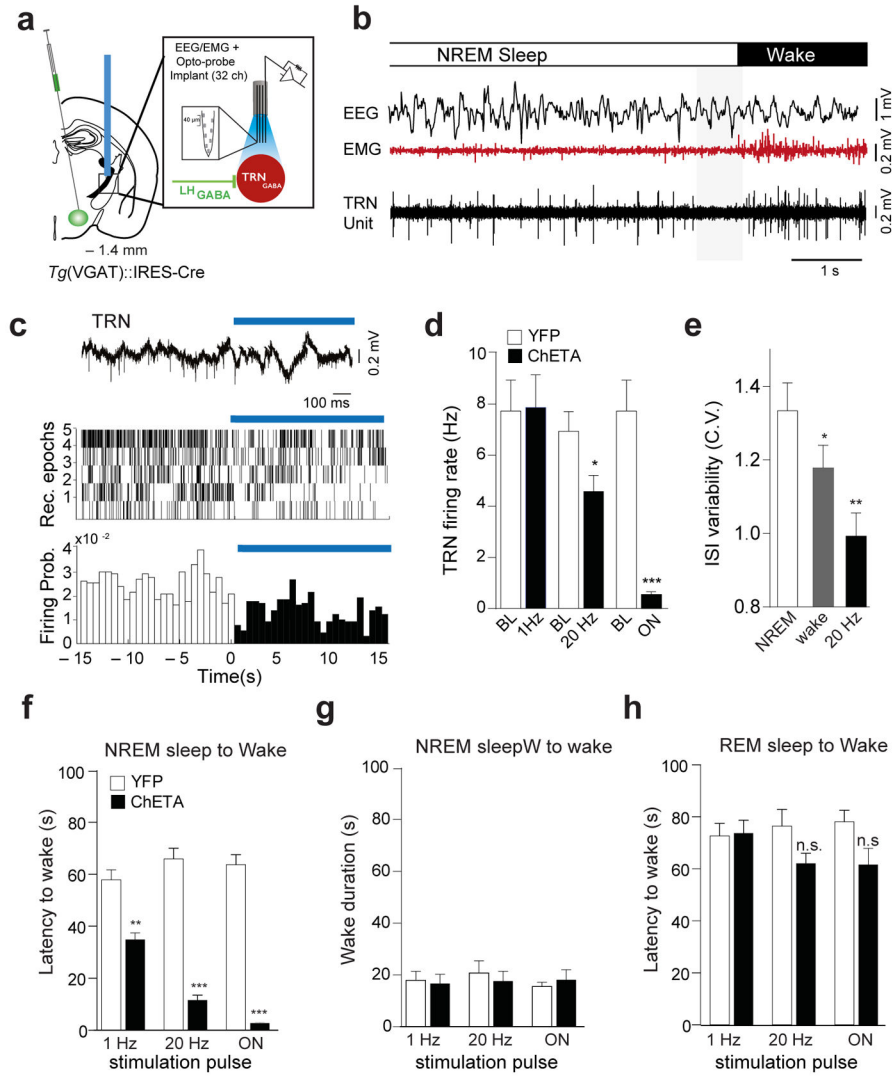 a
EEG/EMG +
Opto-probe
Implant (32 ch)
40 μm
TRN
GABA
LH
GABA
– 1.4 mm
Tg(VGAT)::IRES-Cre
b
NREM Sleep
Wake
EEG
1 mV
EMG
0.2 mV
TRN
Unit
0.2 mV
1 s
c
TRN
0.2 mV
100 ms
Rec. epochs
5
4
3
2
1
x10⁻²
Firing Prob.
4
3
2
1
0
– 15
– 10
– 5
0
5
10
15
Time(s)
d
YFP
ChETA
TRN firing rate (Hz)
10
8
6
4
2
0
*
***
BL
1Hz
BL
20 Hz
BL
ON
e
ISI variability (C.V.)
1.4
1.2
1.0
0.8
*
**
NREM
wake
20 Hz
f
NREM sleep to Wake
YFP
ChETA
Latency to wake (s)
100
80
60
40
20
0
**
***
***
1 Hz
20 Hz
ON
stimulation pulse
g
NREM sleepW to wake
Wake duration (s)
100
80
60
40
20
0
1 Hz
20 Hz
ON
stimulation pulse
h
REM sleep to Wake
Latency to wake (s)
100
80
60
40
20
0
n.s.
n.s
1 Hz
20 Hz
ON
stimulation pulse